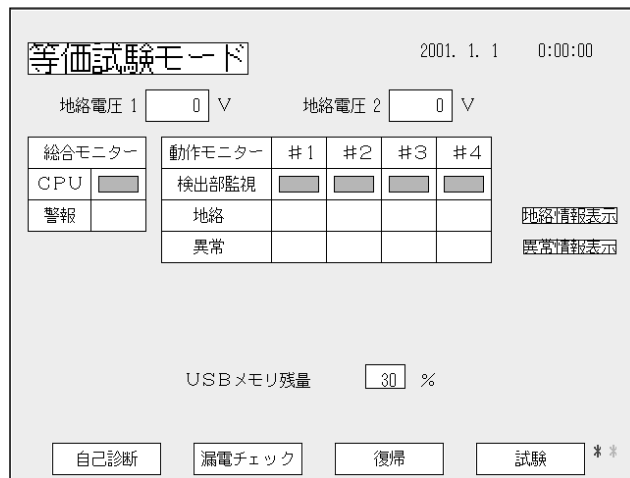 等価試験モード 2001. 1. 1 0:00:00
地絡電圧 1 0 V 地絡電圧 2 0 V
総合モニター 動作モニター #1 #2 #3 #4
CPU 検出部監視
警報 地絡 地絡情報表示
異常 異常情報表示
USBメモリ残量 30 %
自己診断 漏電チェック 復帰 試験 * *